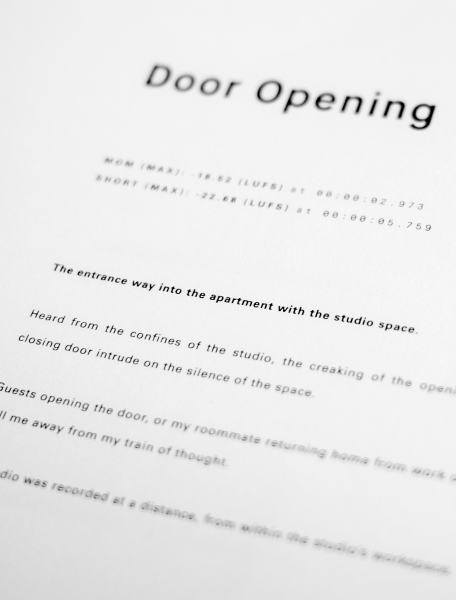 Door Opening
MOM (MAX): -18.52 (LUFS) at 00:00:02.973
SHORT (MAX): -22.68 (LUFS) at 00:00:05.759
The entrance way into the apartment with the studio space.
Heard from the confines of the studio, the creaking of the openi
closing door intrude on the silence of the space.
Guests opening the door, or my roommate returning home from work
ll me away from my train of thought.
dio was recorded at a distance, from within the studio's workspace.